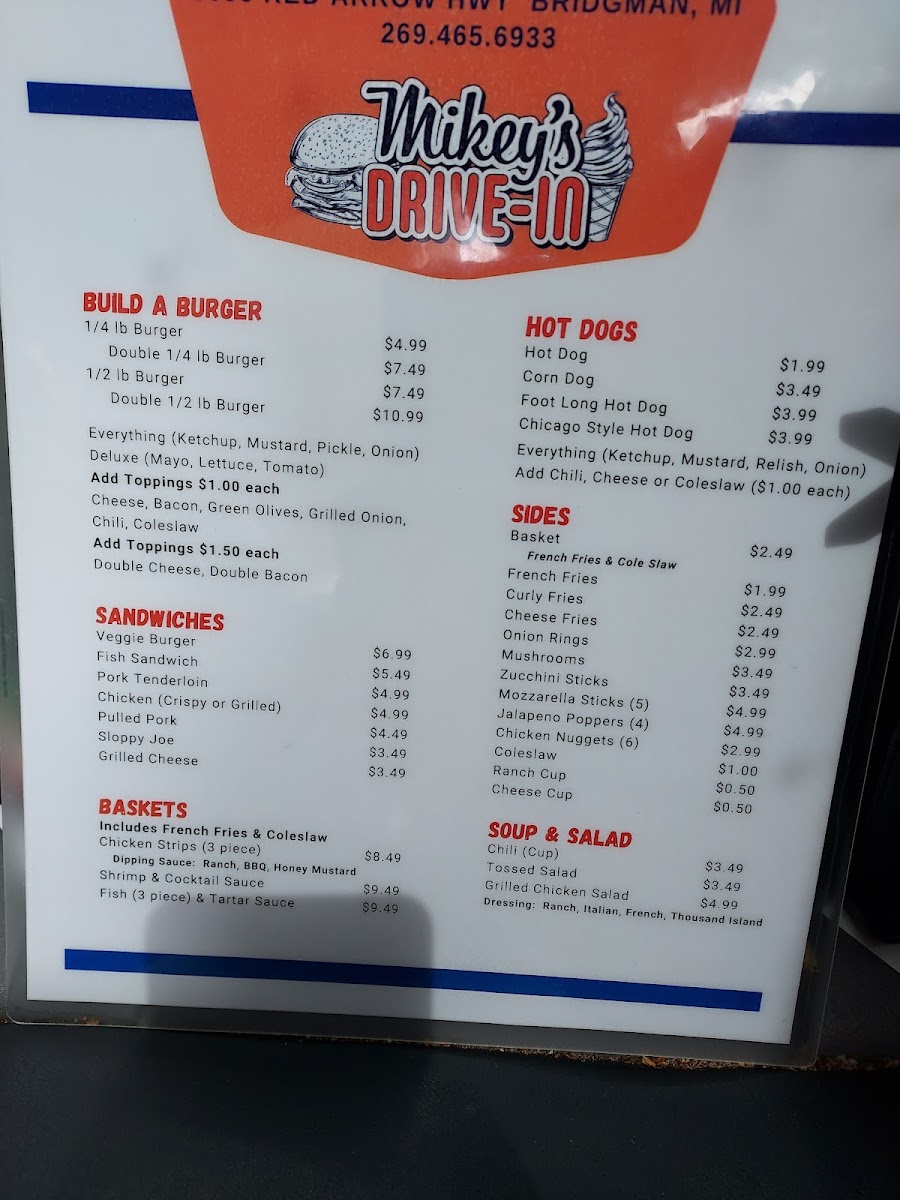 RED ARROW HWY BRIDGMAN, MI
269.465.6933
Mikey's
DRIVE-IN
BUILD A BURGER
1/4 lb Burger $4.99
Double 1/4 lb Burger $7.49
1/2 lb Burger $7.49
Double 1/2 lb Burger $10.99
Everything (Ketchup, Mustard, Pickle, Onion)
Deluxe (Mayo, Lettuce, Tomato)
Add Toppings $1.00 each
Cheese, Bacon, Green Olives, Grilled Onion,
Chili, Coleslaw
Add Toppings $1.50 each
Double Cheese, Double Bacon
SANDWICHES
Veggie Burger $6.99
Fish Sandwich $5.49
Pork Tenderloin $4.99
Chicken (Crispy or Grilled) $4.99
Pulled Pork $4.49
Sloppy Joe $3.49
Grilled Cheese $3.49
BASKETS
Includes French Fries & Coleslaw
Chicken Strips (3 piece) $8.49
Dipping Sauce: Ranch, BBQ, Honey Mustard
Shrimp & Cocktail Sauce $9.49
Fish (3 piece) & Tartar Sauce $9.49
HOT DOGS
Hot Dog $1.99
Corn Dog $3.49
Foot Long Hot Dog $3.99
Chicago Style Hot Dog $3.99
Everything (Ketchup, Mustard, Relish, Onion)
Add Chili, Cheese or Coleslaw ($1.00 each)
SIDES
Basket $2.49
French Fries & Cole Slaw
French Fries $1.99
Curly Fries $2.49
Cheese Fries $2.49
Onion Rings $2.99
Mushrooms $3.49
Zucchini Sticks $3.49
Mozzarella Sticks (5) $4.99
Jalapeno Poppers (4) $4.99
Chicken Nuggets (6) $2.99
Coleslaw $1.00
Ranch Cup $0.50
Cheese Cup $0.50
SOUP & SALAD
Chili (Cup) $3.49
Tossed Salad $3.49
Grilled Chicken Salad $4.99
Dressing: Ranch, Italian, French, Thousand Island